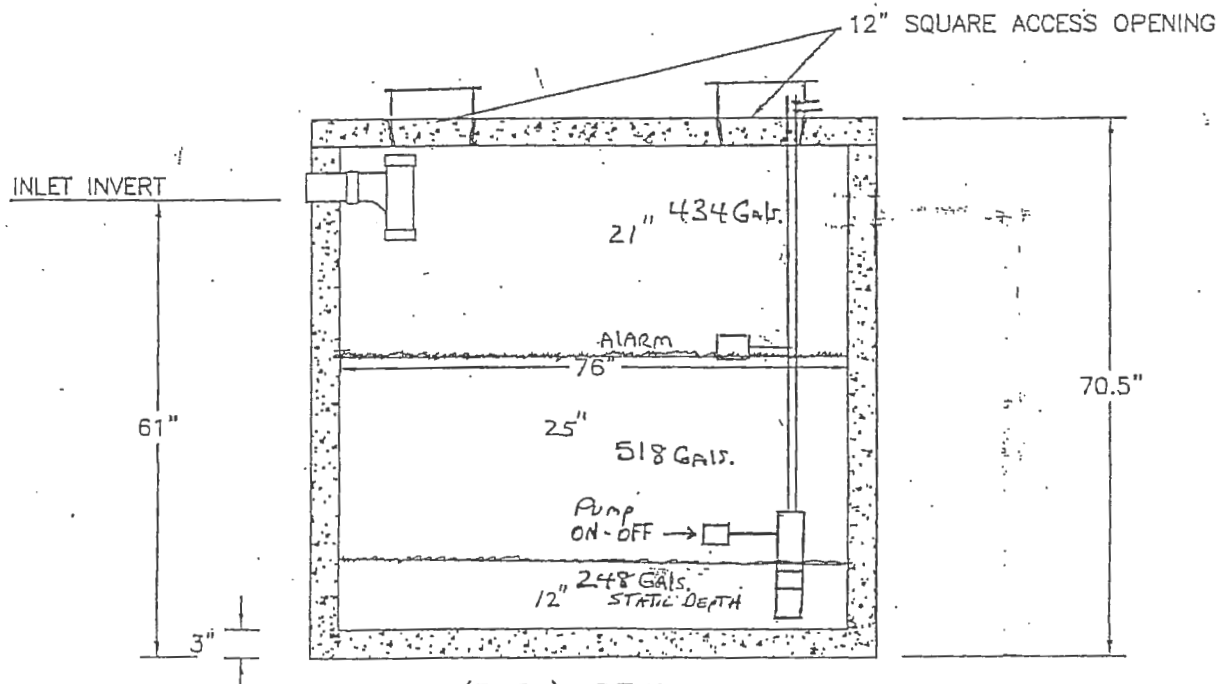 12" SQUARE ACCESS OPENING
INLET INVERT
21" 434 GALS.
ALARM
76"
70.5"
61"
25"
518 GALS.
Pump
ON-OFF
248 GALS.
12" STATIC DEPTH
3"